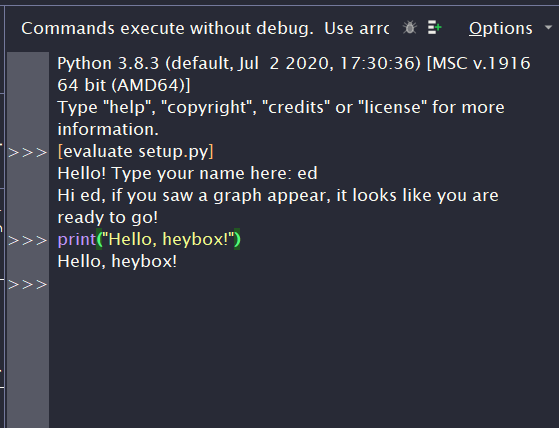 Commands execute without debug.  Use arrc Options
Python 3.8.3 (default, Jul  2 2020, 17:30:36) [MSC v.1916
64 bit (AMD64)]
Type "help", "copyright", "credits" or "license" for more
information.
>>> [evaluate setup.py]
Hello! Type your name here: ed
Hi ed, if you saw a graph appear, it looks like you are
ready to go!
>>> print("Hello, heybox!")
Hello, heybox!
>>>